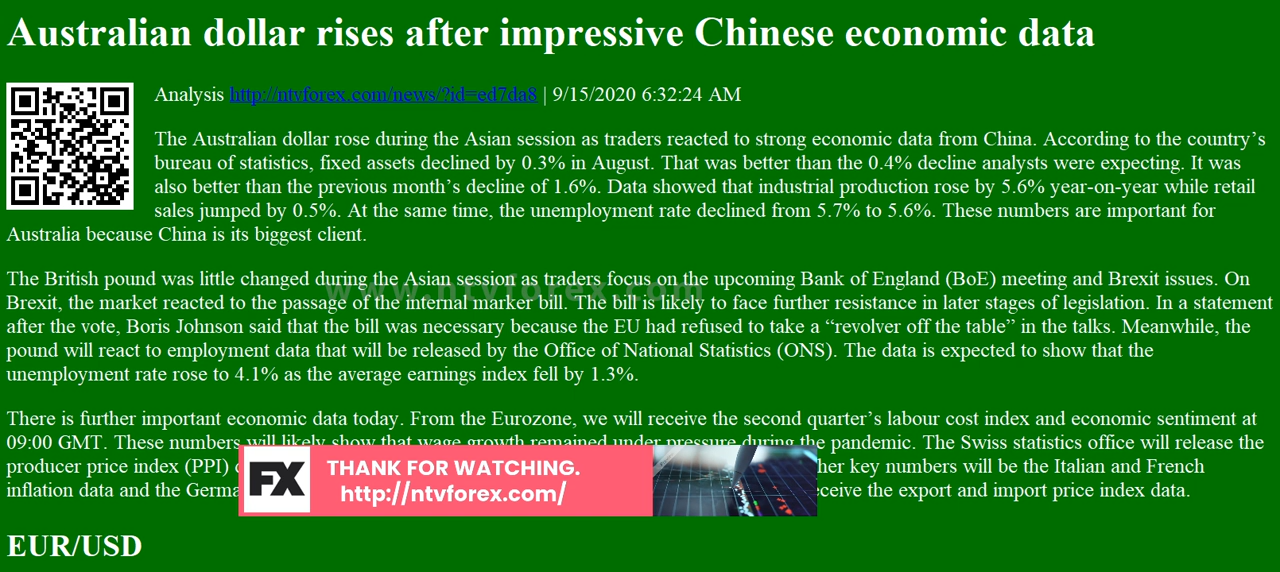 Australian dollar rises after impressive Chinese economic data
Analysis http://ntvforex.com/news/?id=ed7da8 | 9/15/2020 6:32:24 AM
The Australian dollar rose during the Asian session as traders reacted to strong economic data from China. According to the country’s
bureau of statistics, fixed assets declined by 0.3% in August. That was better than the 0.4% decline analysts were expecting. It was
also better than the previous month’s decline of 1.6%. Data showed that industrial production rose by 5.6% year-on-year while retail
sales jumped by 0.5%. At the same time, the unemployment rate declined from 5.7% to 5.6%. These numbers are important for
Australia because China is its biggest client.
The British pound was little changed during the Asian session as traders focus on the upcoming Bank of England (BoE) meeting and Brexit issues. On
www.ntvforex.com
Brexit, the market reacted to the passage of the internal marker bill. The bill is likely to face further resistance in later stages of legislation. In a statement
after the vote, Boris Johnson said that the bill was necessary because the EU had refused to take a “revolver off the table” in the talks. Meanwhile, the
pound will react to employment data that will be released by the Office of National Statistics (ONS). The data is expected to show that the
unemployment rate rose to 4.1% as the average earnings index fell by 1.3%.
There is further important economic data today. From the Eurozone, we will receive the second quarter’s labour cost index and economic sentiment at
09:00 GMT. These numbers will likely show that wage growth remained under pressure during the pandemic. The Swiss statistics office will release the
producer price index (PPI) her key numbers will be the Italian and French
inflation data and the export and import price index data.
FX
THANK FOR WATCHING.
http://ntvforex.com/
EUR/USD